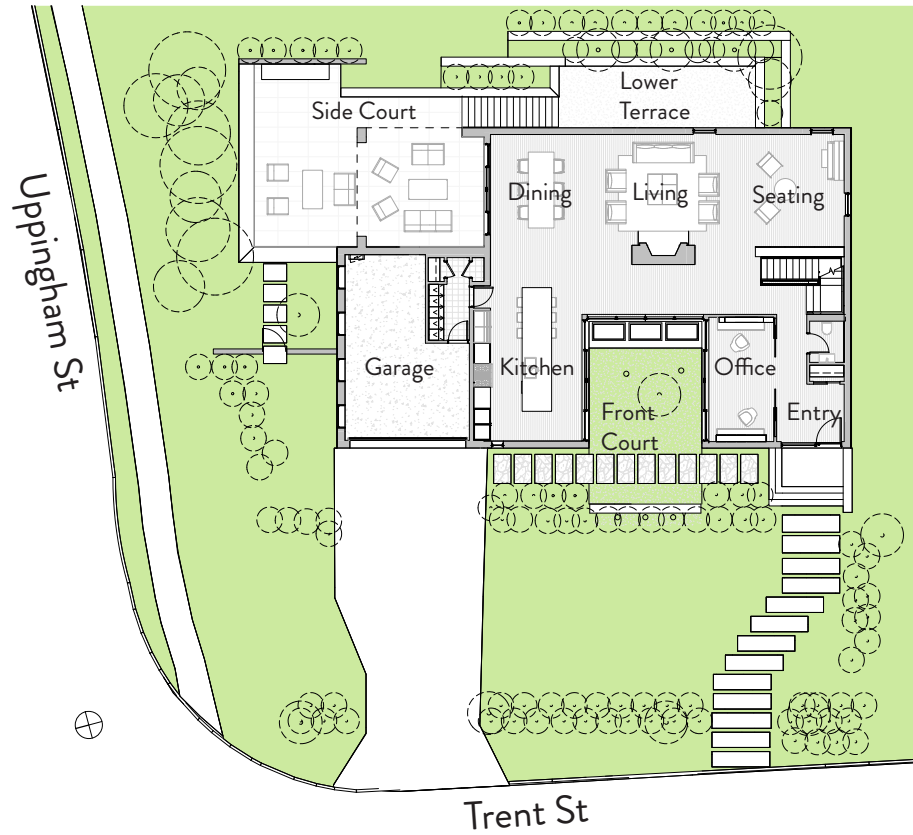 Lower
Terrace
Side Court
Dining
Living
Seating
Uppingham St
Garage
Kitchen
Office
Front
Court
Entry
Trent St